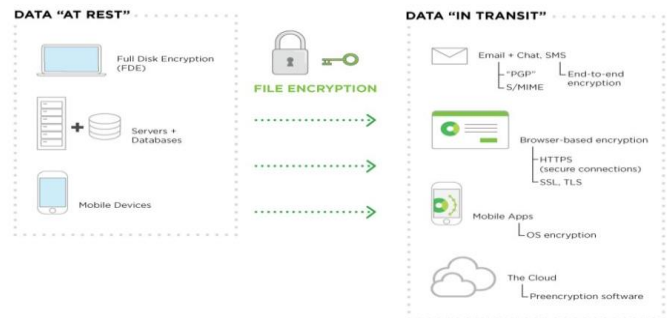 DATA "AT REST"
Full Disk Encryption
(FDE)
Servers +
Databases
Mobile Devices
FILE ENCRYPTION
DATA "IN TRANSIT"
Email + Chat, SMS
"PGP"
S/MIME
End-to-end
encryption
Browser-based encryption
HTTPS
(secure connections)
SSL, TLS
Mobile Apps
OS encryption
The Cloud
Preencryption software